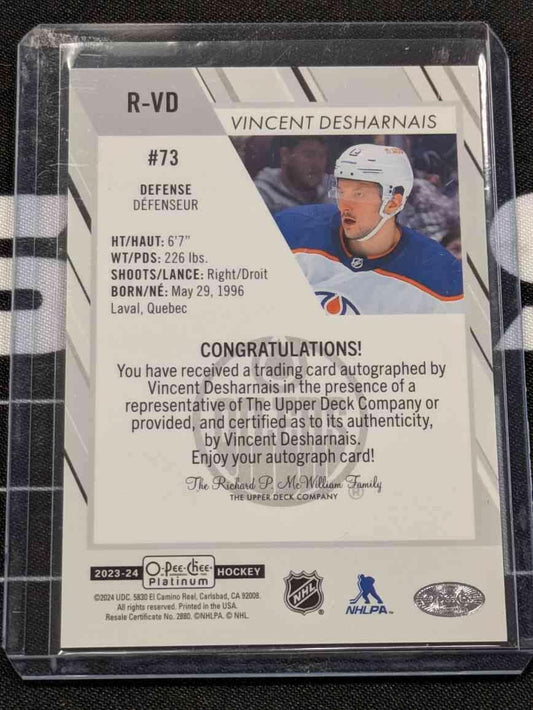 R-VD
VINCENT DESHARNAIS
#73
DEFENSE
DÉFENSEUR
HT/HAUT: 6'7"
WT/PDS: 226 lbs.
SHOOTS/LANCE: Right/Droit
BORN/NÉ: May 29, 1996
Laval, Quebec
CONGRATULATIONS!
You have received a trading card autographed by
Vincent Desharnais in the presence of a
representative of The Upper Deck Company or
provided, and certified as to its authenticity,
by Vincent Desharnais.
Enjoy your autograph card!
The Richard P. McWilliam Family
THE UPPER DECK COMPANY
2023-24 O-Pee-Chee Platinum HOCKEY
©2024 UDC. 5830 El Camino Real, Carlsbad, CA 92008.
All rights reserved. Printed in the USA.
Resale Certificate No. 2880. ©NHLPA. © NHL.
NHL
NHLPA